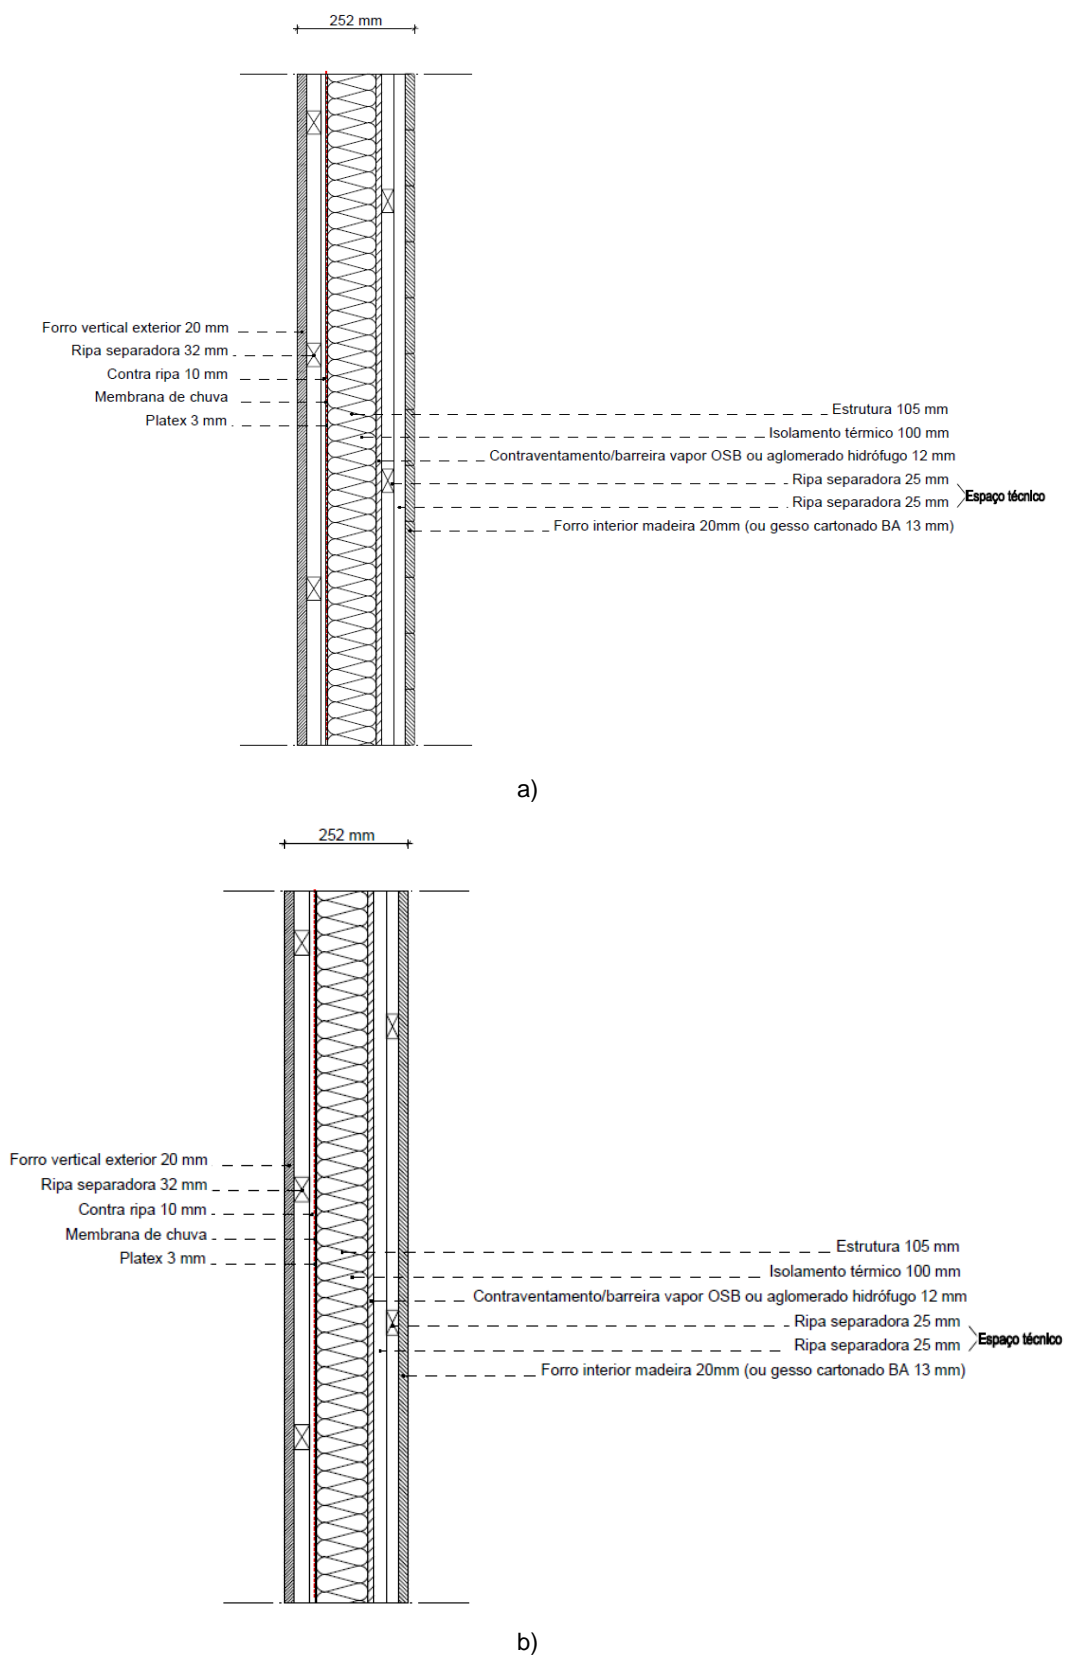 252 mm
Forro vertical exterior 20 mm
Ripa separadora 32 mm
Contra ripa 10 mm
Membrana de chuva
Platex 3 mm
Estrutura 105 mm
Isolamento térmico 100 mm
Contraventamento/barreira vapor OSB ou aglomerado hidrófugo 12 mm
Ripa separadora 25 mm
Espaço técnico
Ripa separadora 25 mm
Forro interior madeira 20mm (ou gesso cartonado BA 13 mm)
a)
252 mm
Forro vertical exterior 20 mm
Ripa separadora 32 mm
Contra ripa 10 mm
Membrana de chuva
Platex 3 mm
Estrutura 105 mm
Isolamento térmico 100 mm
Contraventamento/barreira vapor OSB ou aglomerado hidrófugo 12 mm
Ripa separadora 25 mm
Espaço técnico
Ripa separadora 25 mm
Forro interior madeira 20mm (ou gesso cartonado BA 13 mm)
b)